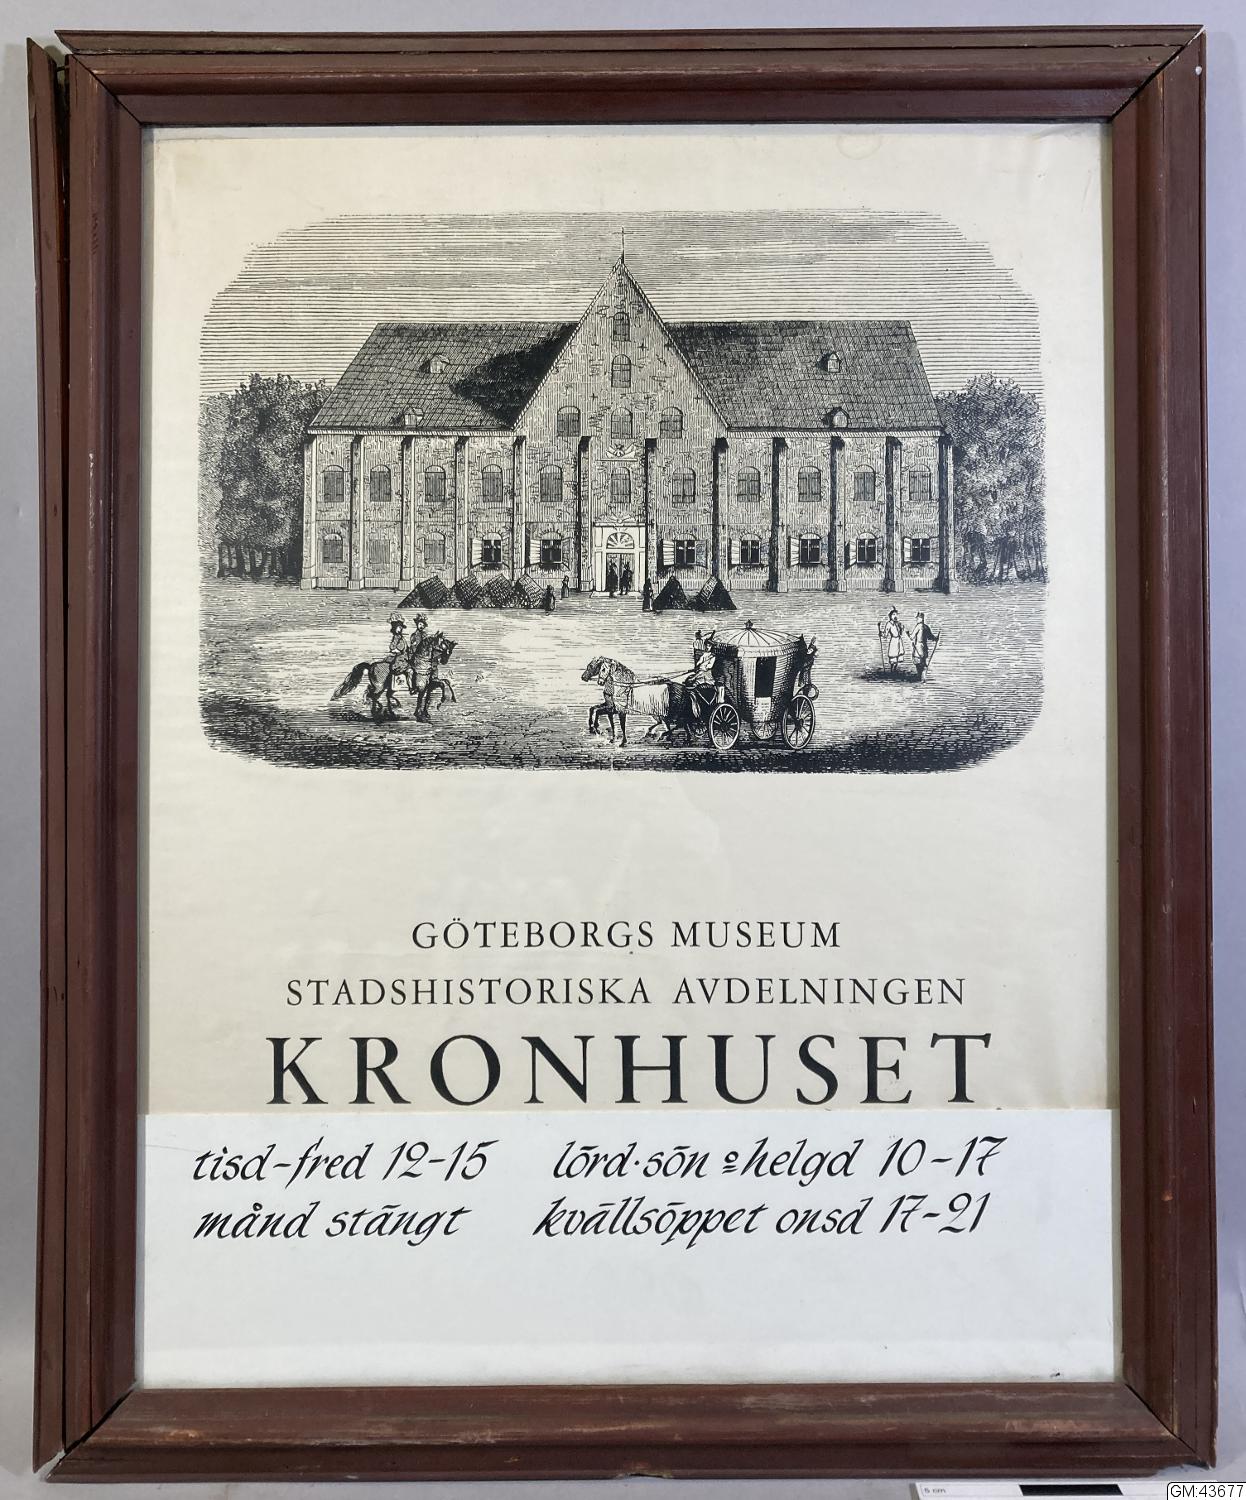 GÖTEBORGS MUSEUM
STADSHISTORISKA AVDELNINGEN
KRONHUSET
tisd-fred 12-15 lörd·sön o helgd 10-17
månd stängt kvällsöppet onsd 17-21
5 cm
GM:43677